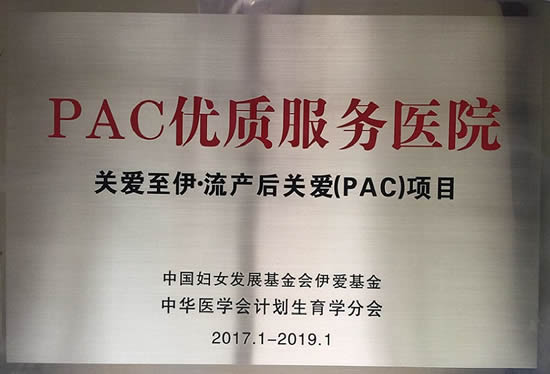 PAC优质服务医院
关爱至伊·流产后关爱(PAC)项目
中国妇女发展基金会伊爱基金
中华医学会计划生育学分会
2017.1-2019.1